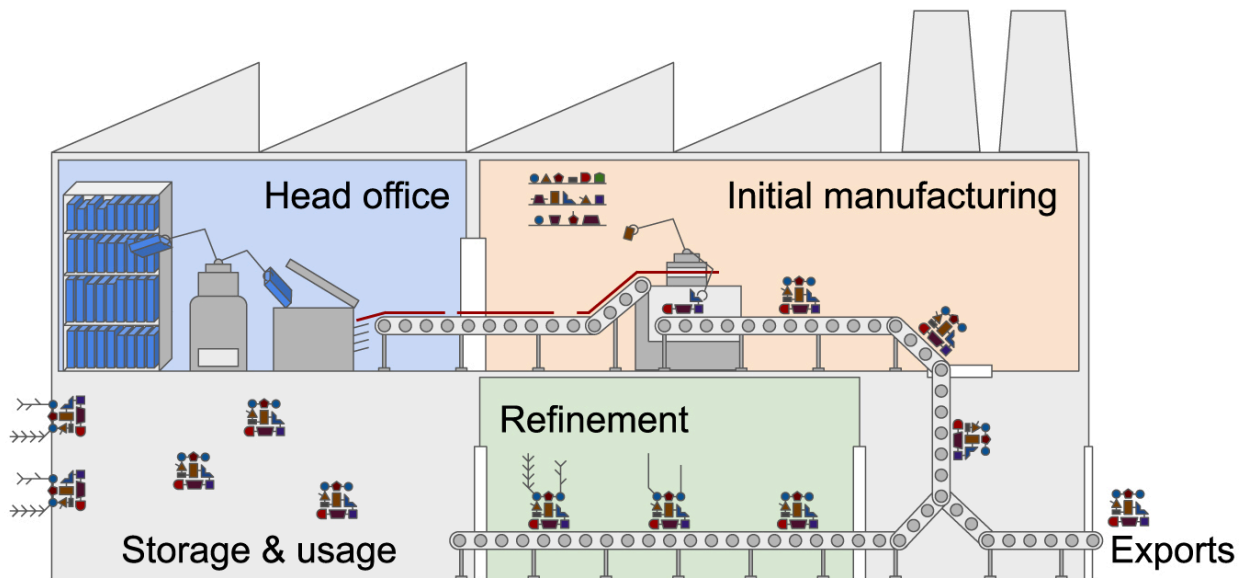 Head office
Initial manufacturing
Refinement
Storage & usage
Exports